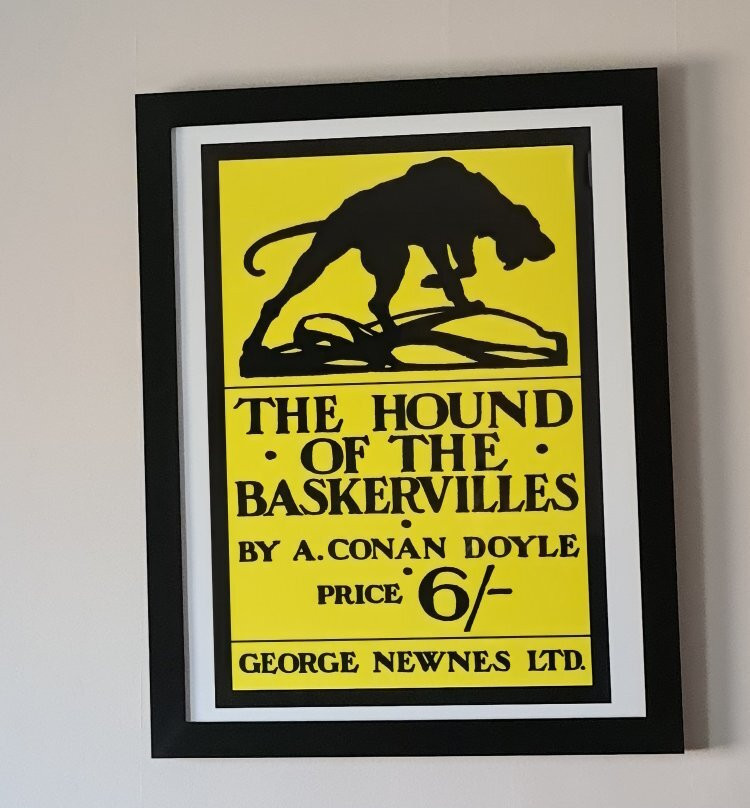 THE HOUND
· OF THE ·
BASKERVILLES
·
BY A. CONAN DOYLE
·
PRICE 6/-
GEORGE NEWNES LTD.